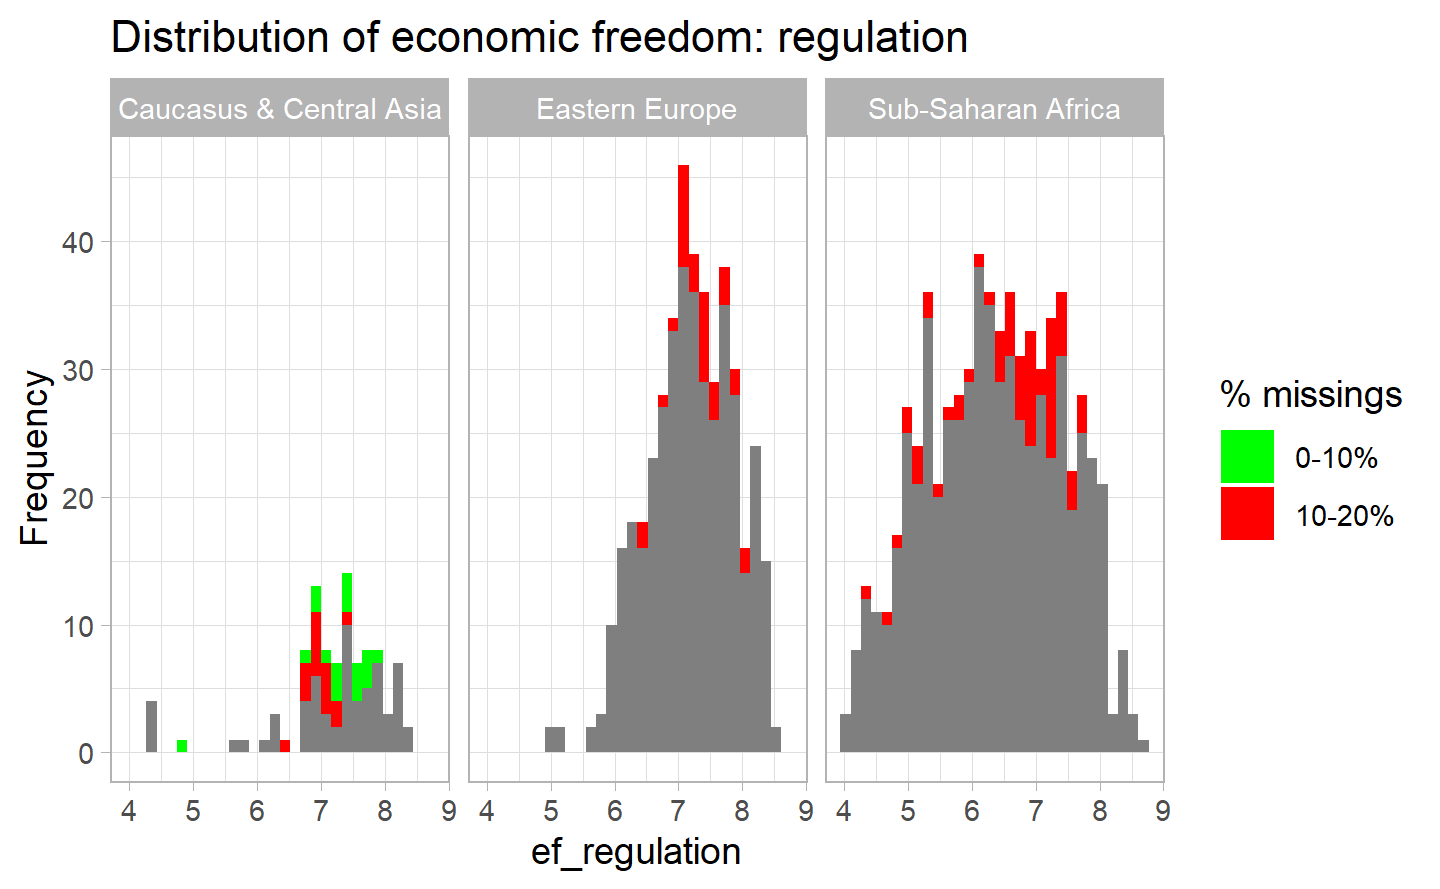 Distribution of economic freedom: regulation
Caucasus & Central Asia Eastern Europe Sub-Saharan Africa
Frequency
40
30
20
10
0
4 5 6 7 8 9 4 5 6 7 8 9 4 5 6 7 8 9
ef_regulation
% missings
0-10%
10-20%